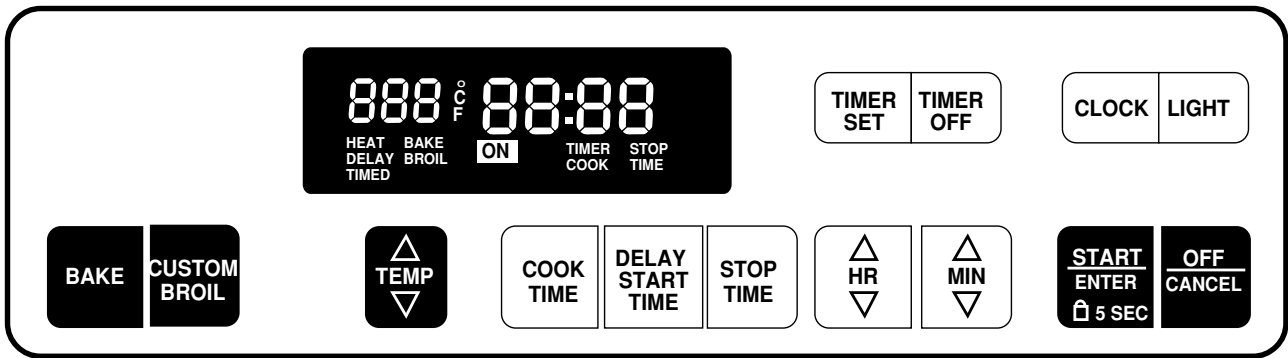 888 °C 88:88
F
HEAT BAKE
DELAY BROIL
TIMED
ON
TIMER STOP
COOK TIME
TIMER
SET
TIMER
OFF
CLOCK
LIGHT
BAKE
CUSTOM
BROIL
TEMP
COOK
TIME
DELAY
START
TIME
STOP
TIME
HR
MIN
START
ENTER
5 SEC
OFF
CANCEL